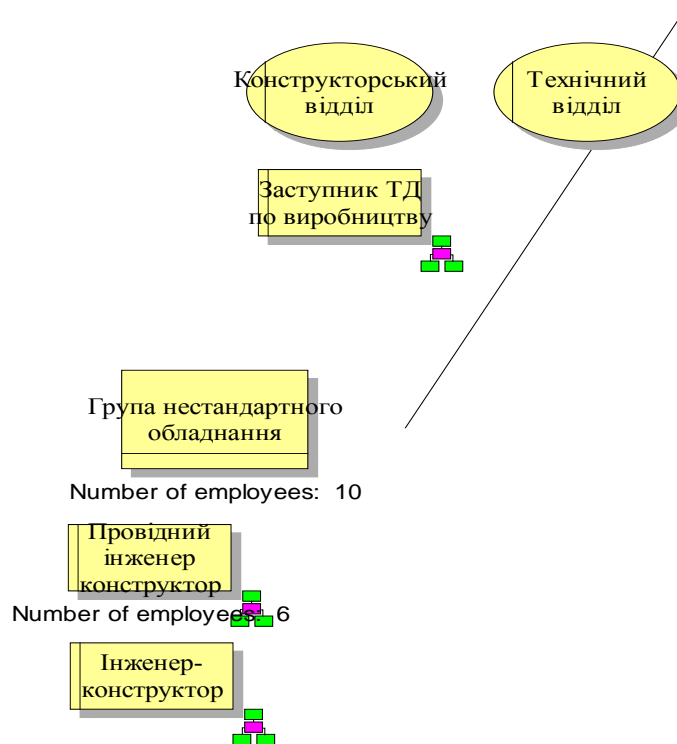 Конструкторський
відділ
Технічний
відділ
Заступник ТД
по виробництву
Група нестандартного
обладнання
Number of employees: 10
Провідний
інженер
конструктор
Number of employees: 6
Інженер-
конструктор